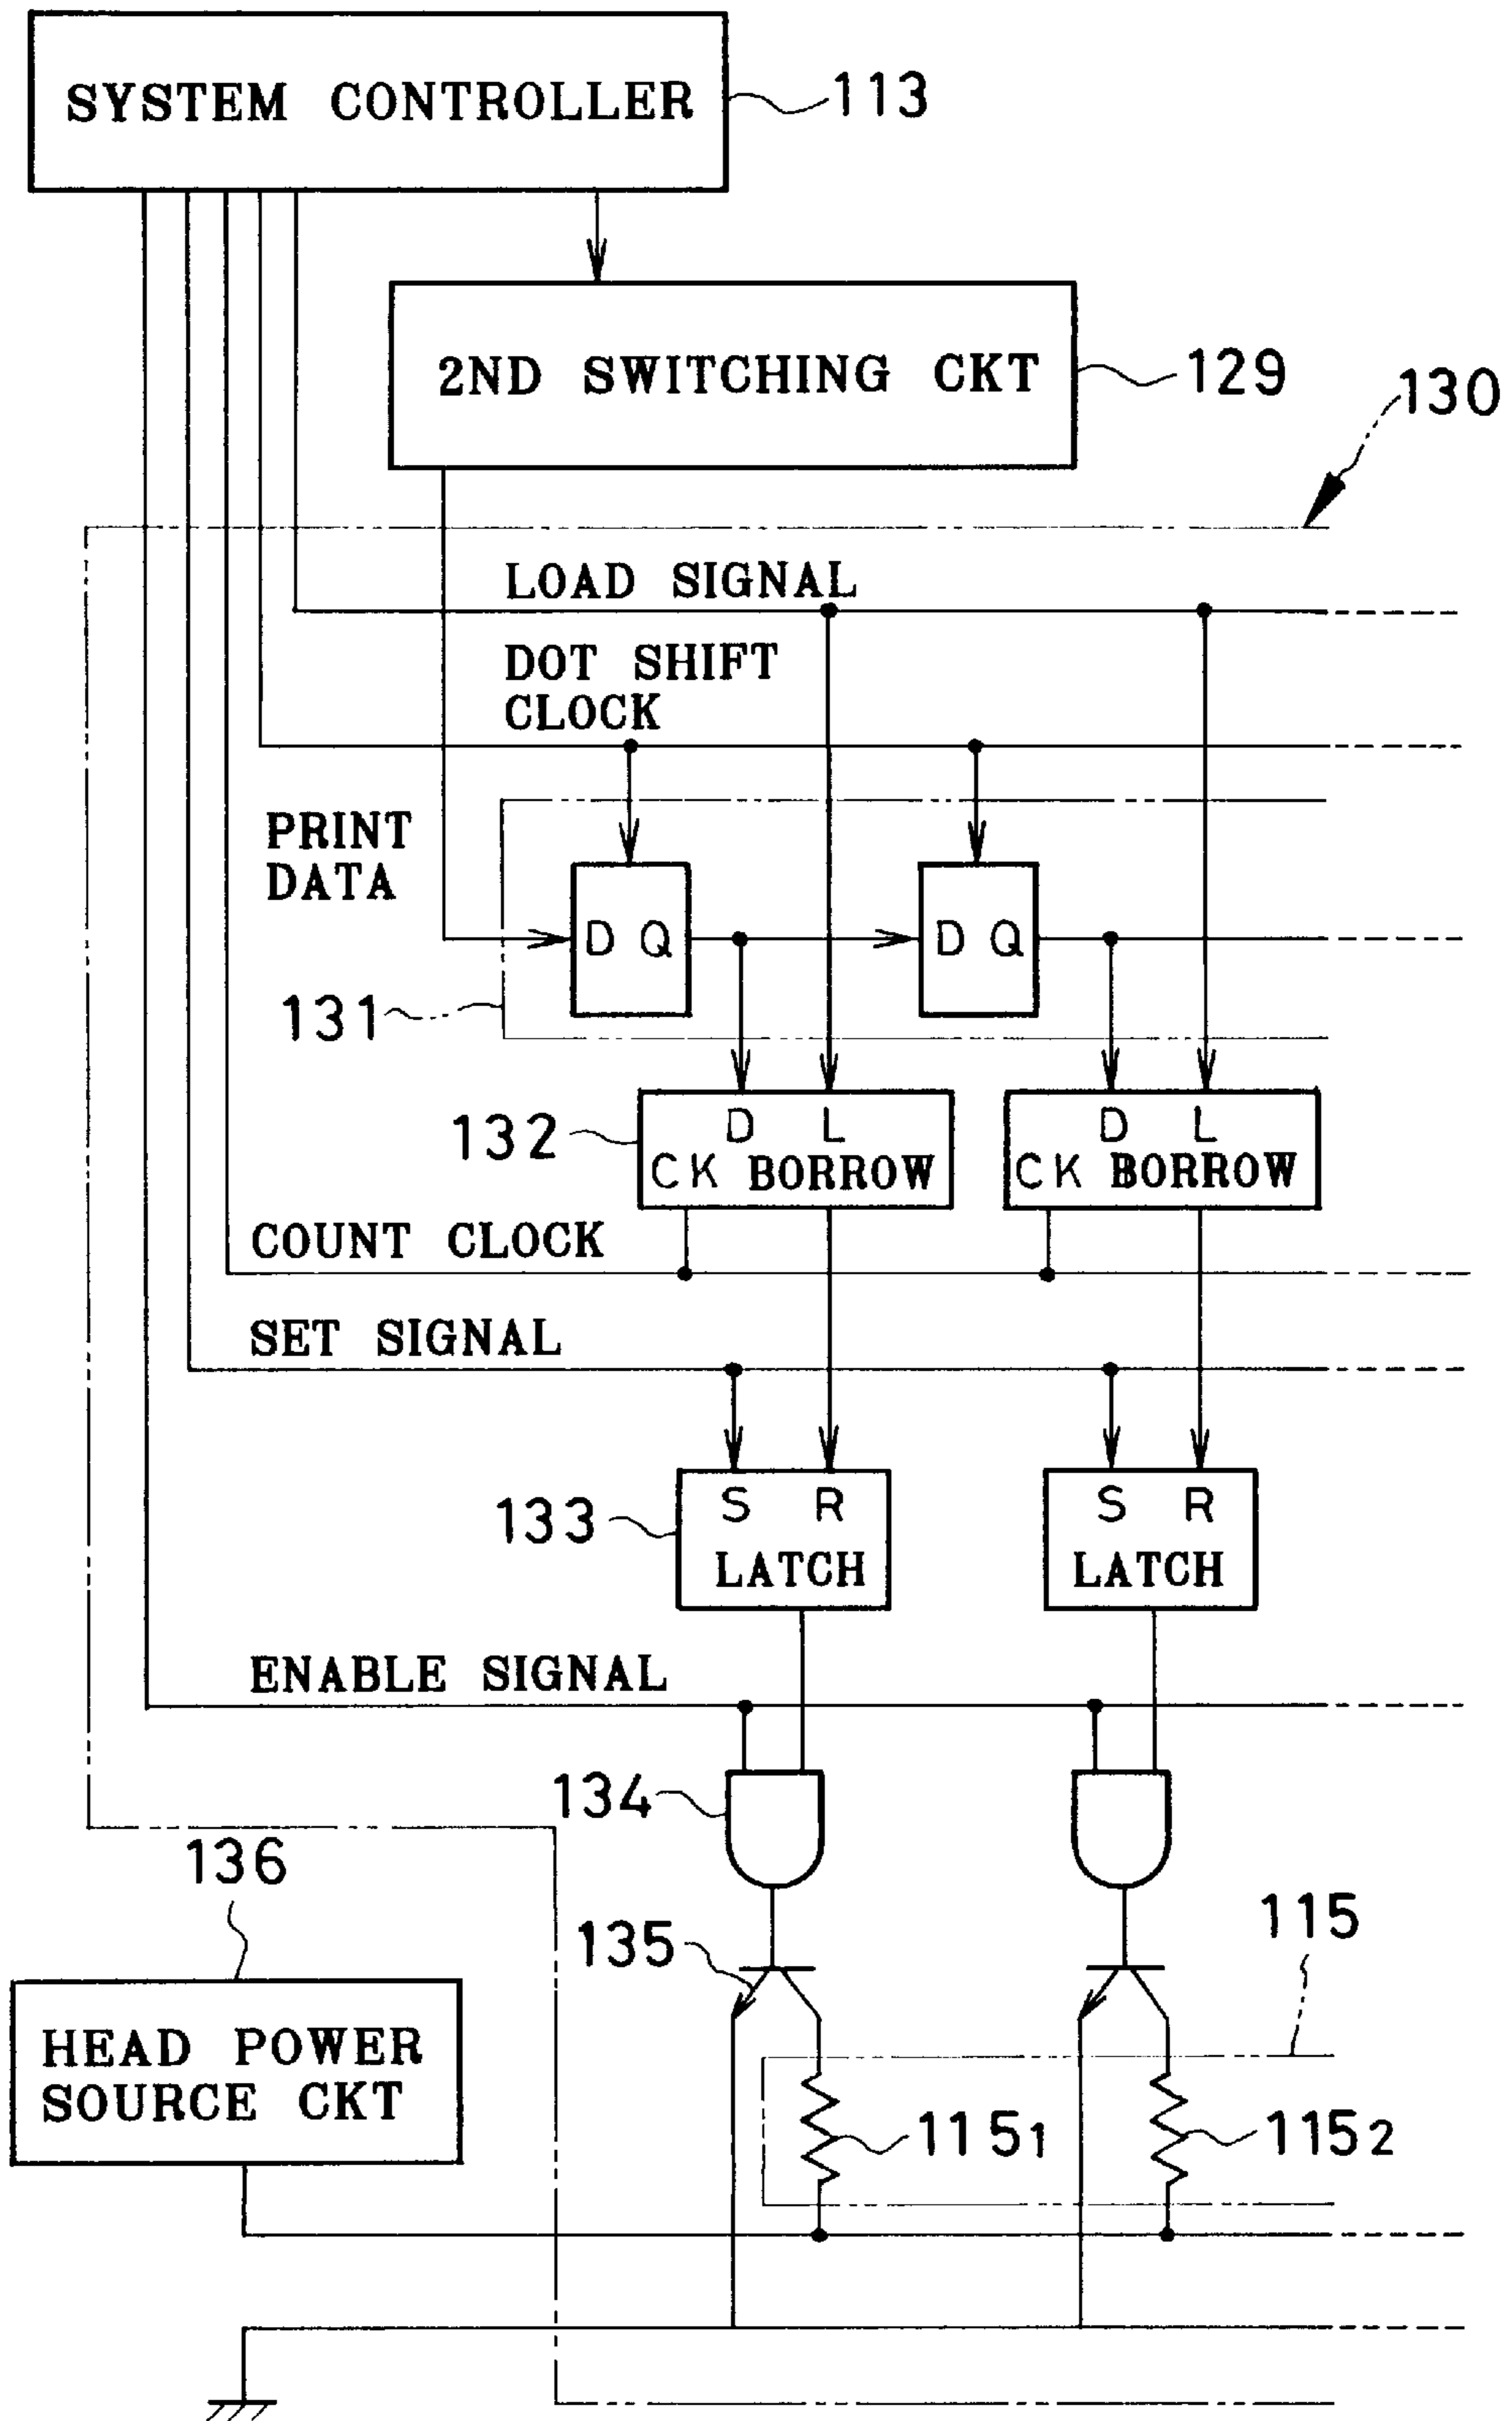 SYSTEM CONTROLLER
113
2ND SWITCHING CKT
129
130
LOAD SIGNAL
DOT SHIFT
CLOCK
PRINT
DATA
D Q
D Q
131
D L
CK BORROW
D L
CK BORROW
132
COUNT CLOCK
SET SIGNAL
S R
LATCH
S R
LATCH
133
ENABLE SIGNAL
134
136
135
115
HEAD POWER
SOURCE CKT
1151
1152